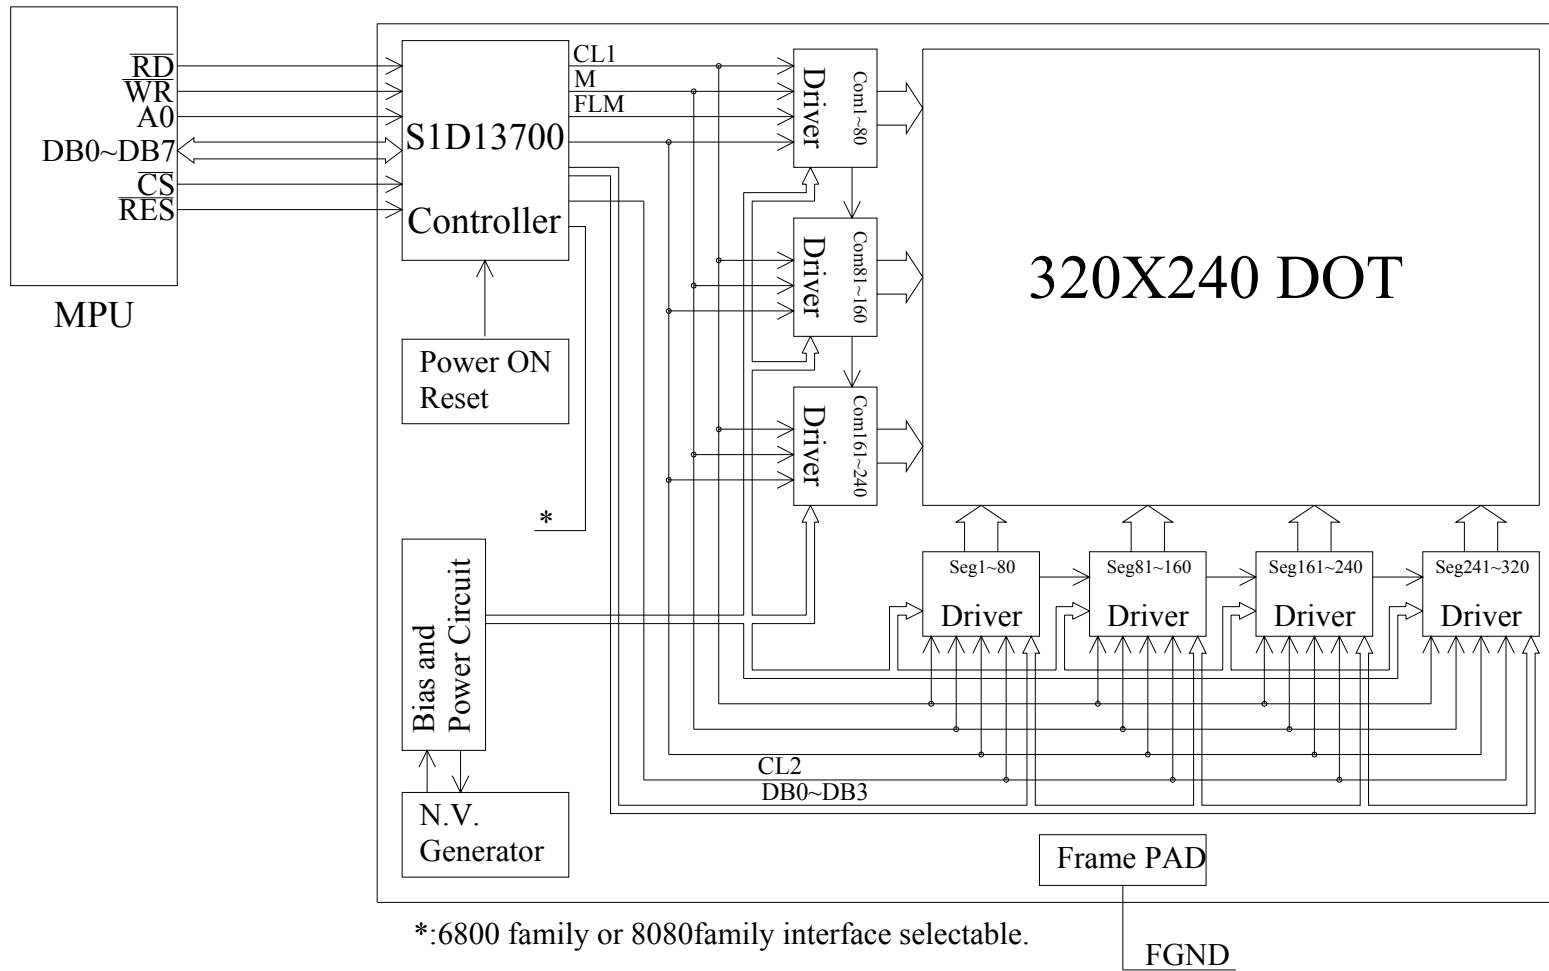 RD
WR
A0
DB0~DB7
CS
RES
MPU
S1D13700
Controller
CL1
M
FLM
Driver
Com1~80
Driver
Com81~160
Driver
Com161~240
320X240 DOT
Power ON
Reset
*
Bias and
Power Circuit
N.V.
Generator
Seg1~80
Driver
Seg81~160
Driver
Seg161~240
Driver
Seg241~320
Driver
CL2
DB0~DB3
Frame PAD
FGND
*:6800 family or 8080family interface selectable.